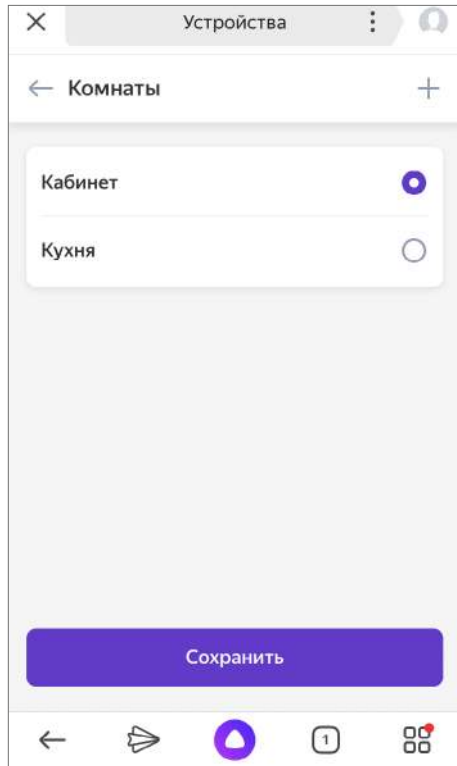 Устройства
Комнаты
Кабинет
Кухня
Сохранить
1